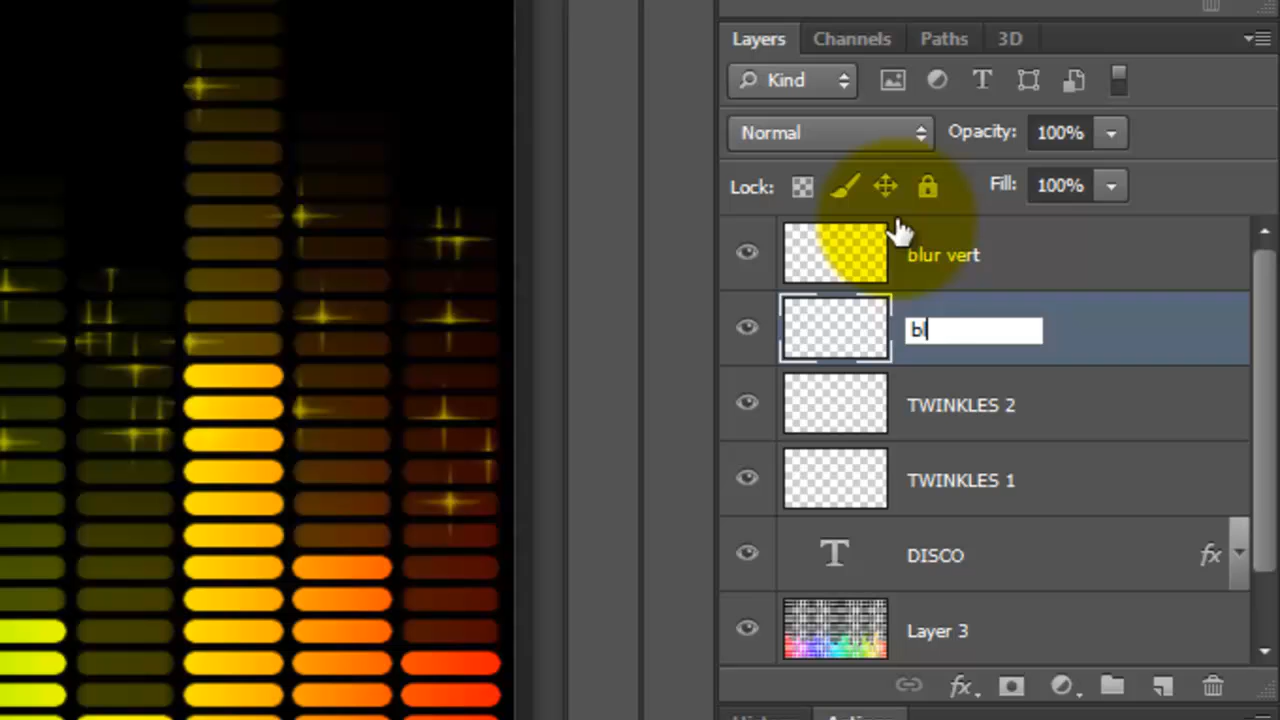 Layers Channels Paths 3D
Kind
Normal Opacity: 100%
Lock: Fill: 100%
blur vert
bl
TWINKLES 2
TWINKLES 1
T DISCO fx
Layer 3
fx